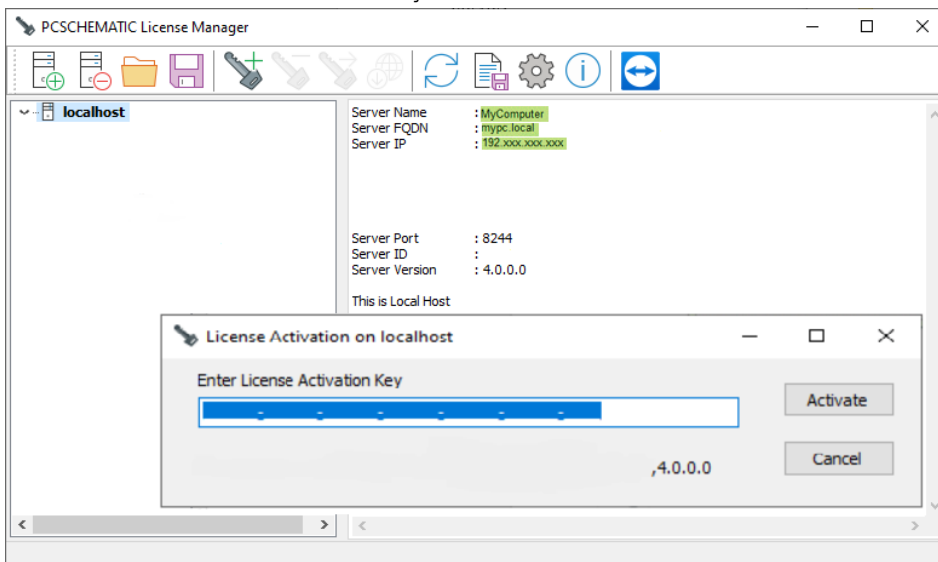 PCSCHEMATIC License Manager
localhost
Server Name : MyComputer
Server FQDN : mypc.local
Server IP : 192.xxx.xxx.xxx
Server Port : 8244
Server ID :
Server Version : 4.0.0.0
This is Local Host
License Activation on localhost
Enter License Activation Key
- - - - - -
Activate
,4.0.0.0
Cancel